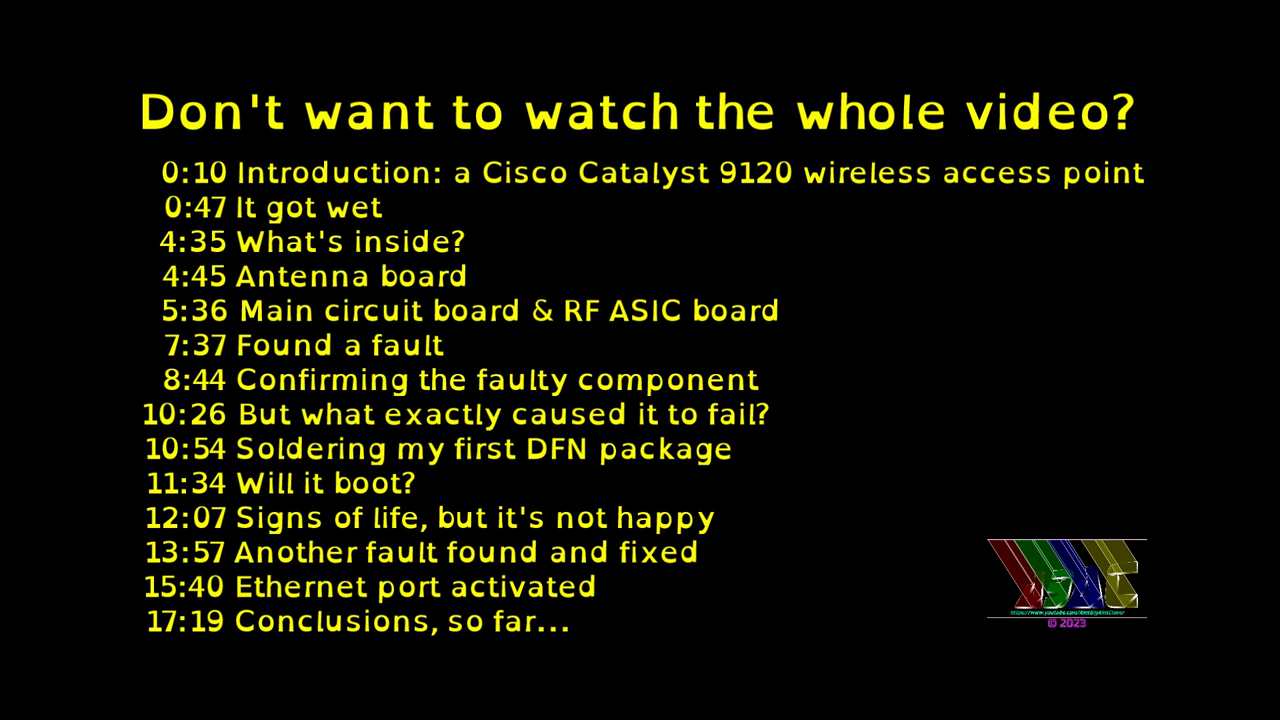 Don't want to watch the whole video?
0:10 Introduction: a Cisco Catalyst 9120 wireless access point
0:47 It got wet
4:35 What's inside?
4:45 Antenna board
5:36 Main circuit board & RF ASIC board
7:37 Found a fault
8:44 Confirming the faulty component
10:26 But what exactly caused it to fail?
10:54 Soldering my first DFN package
11:34 Will it boot?
12:07 Signs of life, but it's not happy
13:57 Another fault found and fixed
15:40 Ethernet port activated
17:19 Conclusions, so far...
© 2023